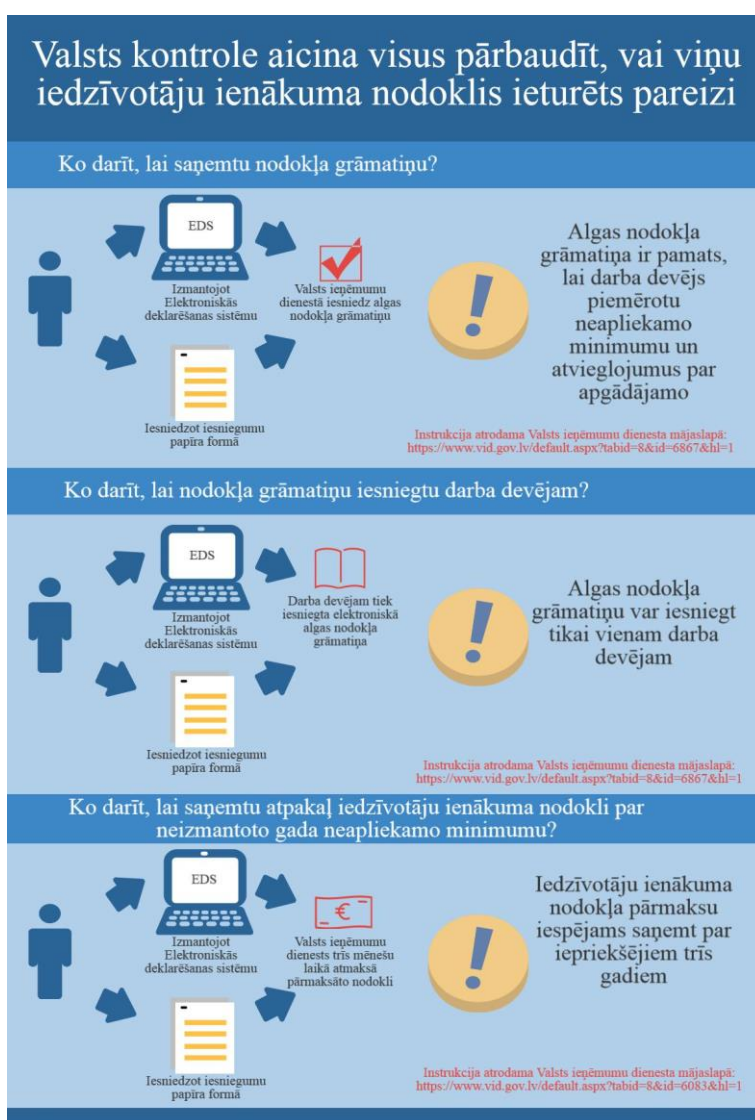 Valsts kontrole aicina visus pārbaudīt, vai viņu
iedzīvotāju ienākuma nodoklis ieturēts pareizi
Ko darīt, lai saņemtu nodokļa grāmatiņu?
EDS
Izmantojot
Elektroniskās
deklarēšanas sistēmu
Iesniedzot iesniegumu
papīra formā
Valsts ieņēmumu
dienestā iesniedz algas
nodokļa grāmatiņu
Algas nodokļa
grāmatiņa ir pamats,
lai darba devējs
piemērotu
neapliekamo
minimumu un
atvieglojumus par
apgādājamo
Instrukcija atrodama Valsts ieņēmumu dienesta mājaslapā:
https://www.vid.gov.lv/default.aspx?tabid=8&id=6867&hl=1
Ko darīt, lai nodokļa grāmatiņu iesniegtu darba devējam?
EDS
Izmantojot
Elektroniskās
deklarēšanas sistēmu
Iesniedzot iesniegumu
papīra formā
Darba devējam tiek
iesniegta elektroniskā
algas nodokļa
grāmatiņa
Algas nodokļa
grāmatiņu var iesniegt
tikai vienam darba
devējam
Instrukcija atrodama Valsts ieņēmumu dienesta mājaslapā:
https://www.vid.gov.lv/default.aspx?tabid=8&id=6867&hl=1
Ko darīt, lai saņemtu atpakaļ iedzīvotāju ienākuma nodokli par
neizmantoto gada neapliekamo minimumu?
EDS
Izmantojot
Elektroniskās
deklarēšanas sistēmu
Iesniedzot iesniegumu
papīra formā
€
Valsts ieņēmumu
dienests trīs mēnešu
laikā atmaksā
pārmaksāto nodokli
Iedzīvotāju ienākuma
nodokļa pārmaksu
iespējams saņemt par
iepriekšējiem trīs
gadiem
Instrukcija atrodama Valsts ieņēmumu dienesta mājaslapā:
https://www.vid.gov.lv/default.aspx?tabid=8&id=6083&hl=1